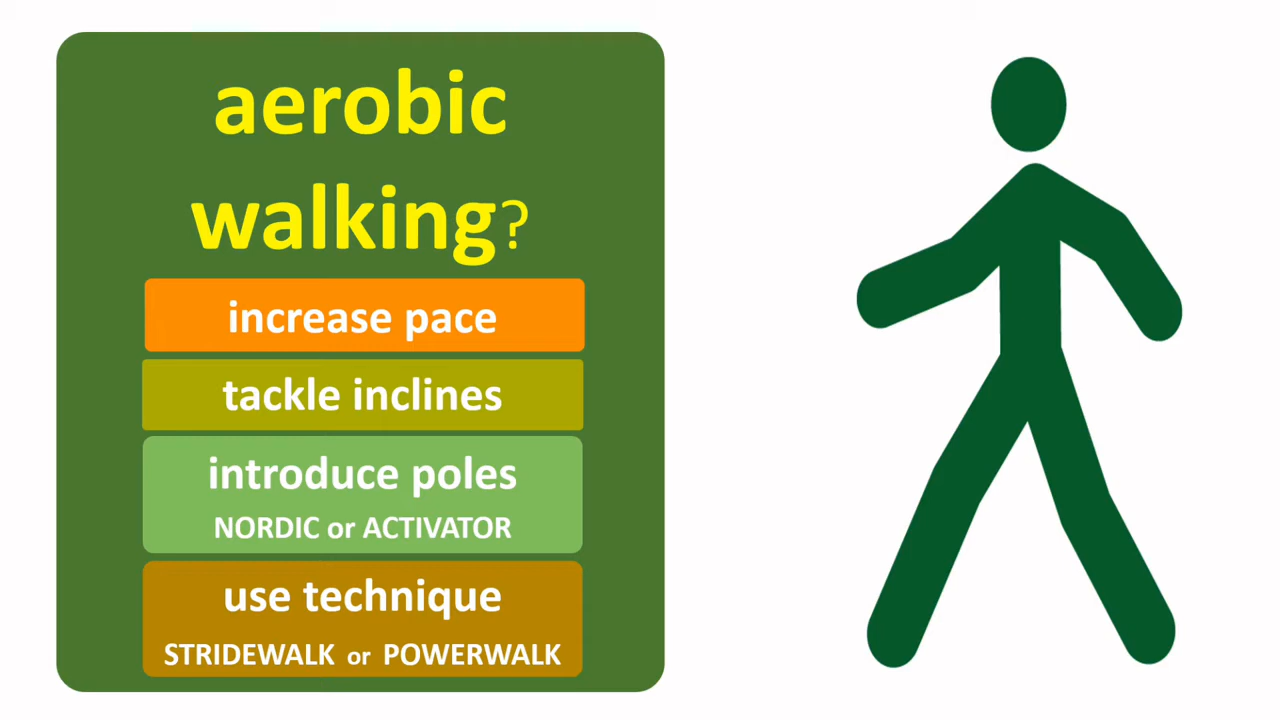 aerobic
walking?
increase pace
tackle inclines
introduce poles
NORDIC or ACTIVATOR
use technique
STRIDEWALK or POWERWALK